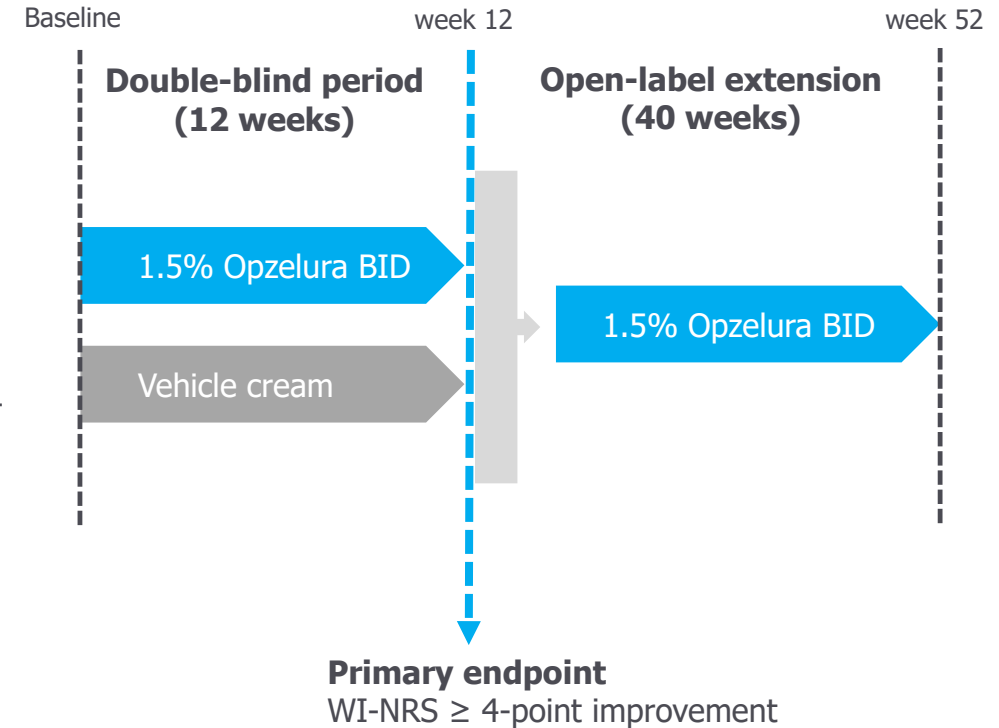 Baseline
week 12
week 52
Double-blind period
(12 weeks)
Open-label extension
(40 weeks)
1.5% Opzelura BID
1.5% Opzelura BID
Vehicle cream
Primary endpoint
WI-NRS ≥ 4-point improvement